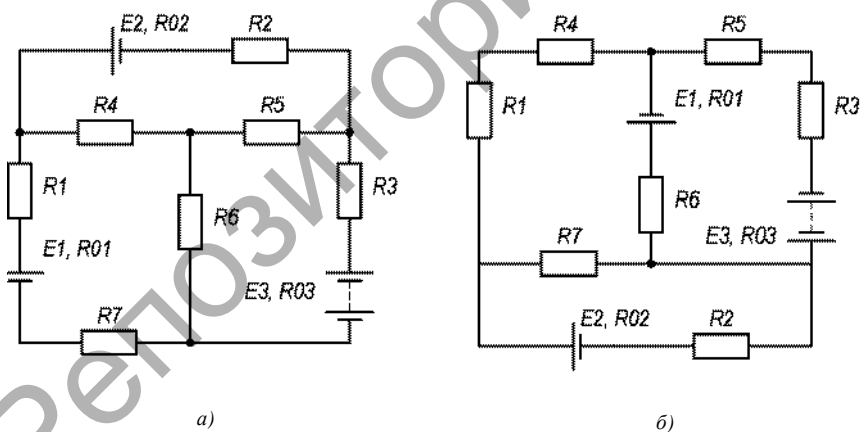 E2, R02
R2
R4
R5
R1
R3
R6
E1, R01
E3, R03
R7
а)
R4
R5
R1
E1, R01
R3
R6
R7
E3, R03
E2, R02
R2
б)
Репозитори